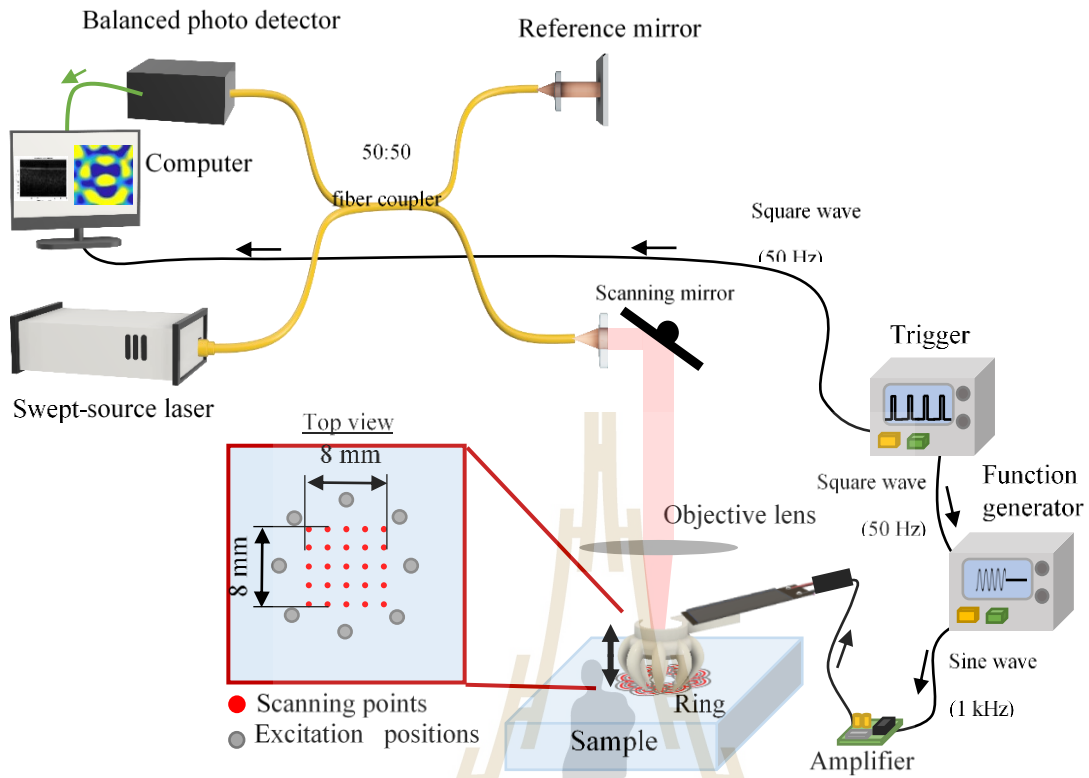 Balanced photo detector
Reference mirror
50:50
Computer
fiber coupler
Square wave
(50 Hz)
Scanning mirror
Trigger
Swept-source laser
Top view
8 mm
8 mm
Square wave
(50 Hz)
Function
generator
Objective lens
Sine wave
(1 kHz)
Ring
Scanning points
Excitation positions
Sample
Amplifier